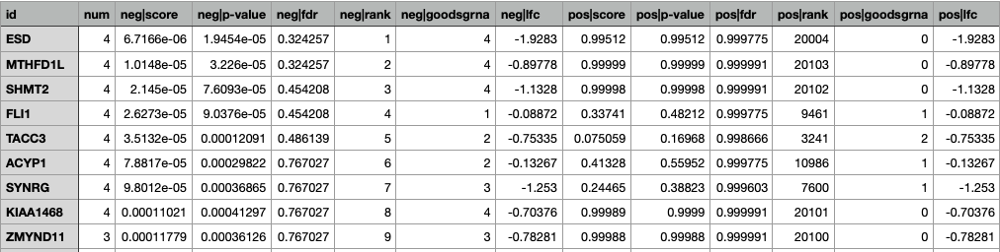 id num neg|score neg|p-value neg|fdr neg|rank neg|goodsgrna neg|lfc pos|score pos|p-value pos|fdr pos|rank pos|goodsgrna pos|lfc
ESD 4 6.7166e-06 1.9454e-05 0.324257 1 4 -1.9283 0.99512 0.99512 0.999775 20004 0 -1.9283
MTHFD1L 4 1.0148e-05 3.226e-05 0.324257 2 4 -0.89778 0.99999 0.99999 0.999991 20103 0 -0.89778
SHMT2 4 2.145e-05 7.6093e-05 0.454208 3 4 -1.1328 0.99998 0.99998 0.999991 20102 0 -1.1328
FLI1 4 2.6273e-05 9.0376e-05 0.454208 4 1 -0.08872 0.33741 0.48212 0.999775 9461 1 -0.08872
TACC3 4 3.5132e-05 0.00012091 0.486139 5 2 -0.75335 0.075059 0.16968 0.998666 3241 2 -0.75335
ACYP1 4 7.8817e-05 0.00029822 0.767027 6 2 -0.13267 0.41328 0.55952 0.999775 10986 1 -0.13267
SYNRG 4 9.8012e-05 0.00036865 0.767027 7 3 -1.253 0.24465 0.38823 0.999603 7600 1 -1.253
KIAA1468 4 0.00011021 0.00041297 0.767027 8 4 -0.70376 0.99989 0.9999 0.999991 20101 0 -0.70376
ZMYND11 3 0.00011779 0.00036126 0.767027 9 3 -0.78281 0.99988 0.99988 0.999991 20100 0 -0.78281